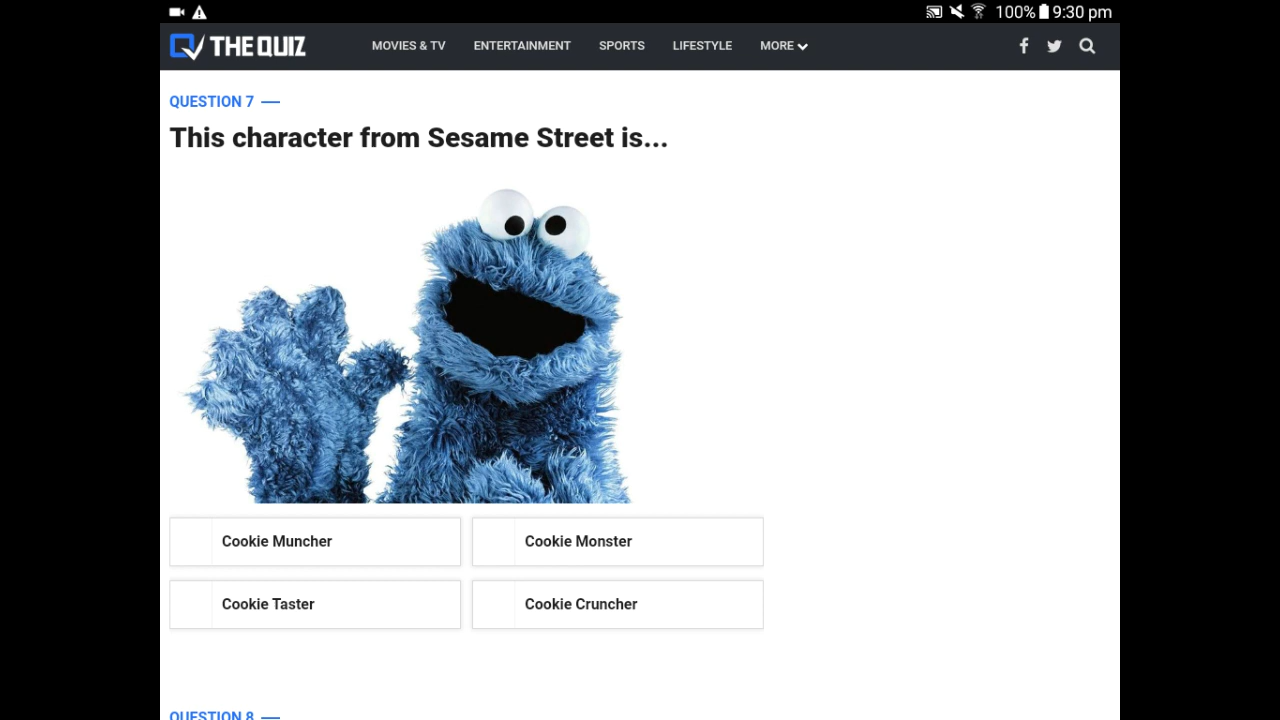 100% 9:30 pm
THE QUIZ MOVIES & TV ENTERTAINMENT SPORTS LIFESTYLE MORE
QUESTION 7
This character from Sesame Street is...
Cookie Muncher Cookie Monster
Cookie Taster Cookie Cruncher
QUESTION 8